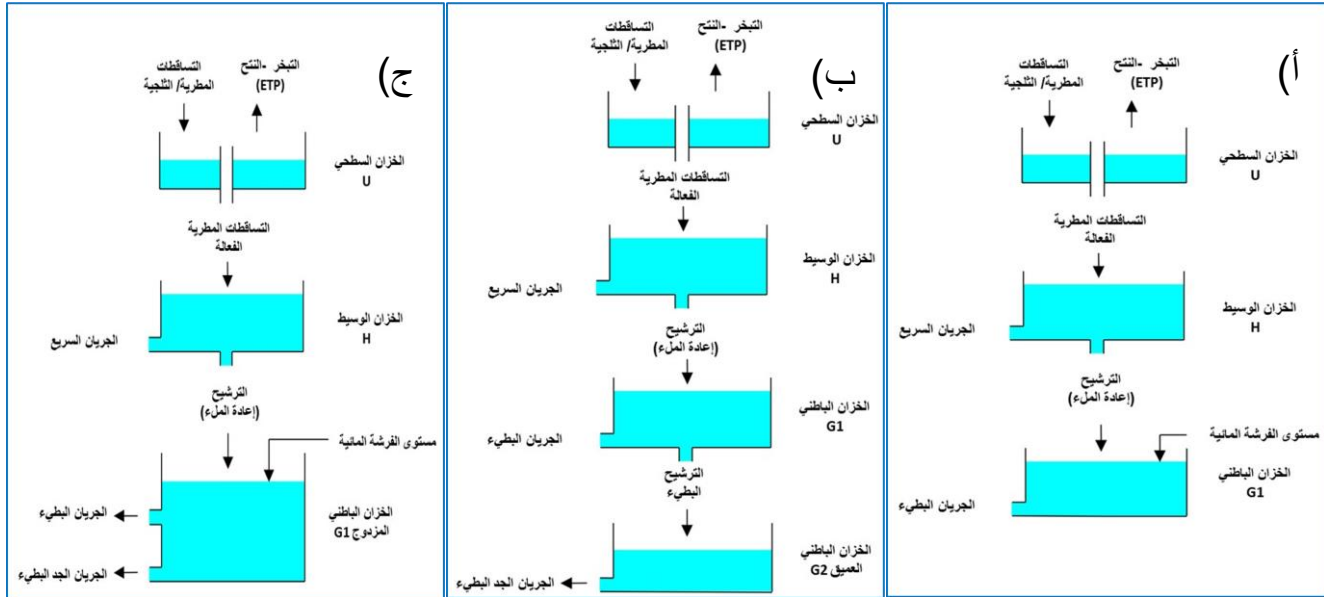 أ)
التساقطات
المطرية/ الثلجية
التبخر -النتح
(ETP)
الخزان السطحي
U
التساقطات المطرية
الفعالة
الخزان الوسيط
H
الجريان السريع
الترشيح
(إعادة الملء)
مستوى الفرشة المائية
الخزان الباطني
G1
الجريان البطيء
ب)
التساقطات
المطرية/ الثلجية
التبخر -النتح
(ETP)
الخزان السطحي
U
التساقطات المطرية
الفعالة
الخزان الوسيط
H
الجريان السريع
الترشيح
(إعادة الملء)
الخزان الباطني
G1
الجريان البطيء
الترشيح
البطيء
الخزان الباطني
العميق G2
الجريان الجد البطيء
ج)
التساقطات
المطرية/ الثلجية
التبخر -النتح
(ETP)
الخزان السطحي
U
التساقطات المطرية
الفعالة
الخزان الوسيط
H
الجريان السريع
الترشيح
(إعادة الملء)
مستوى الفرشة المائية
الخزان الباطني
المزدوج G1
الجريان البطيء
الجريان الجد البطيء